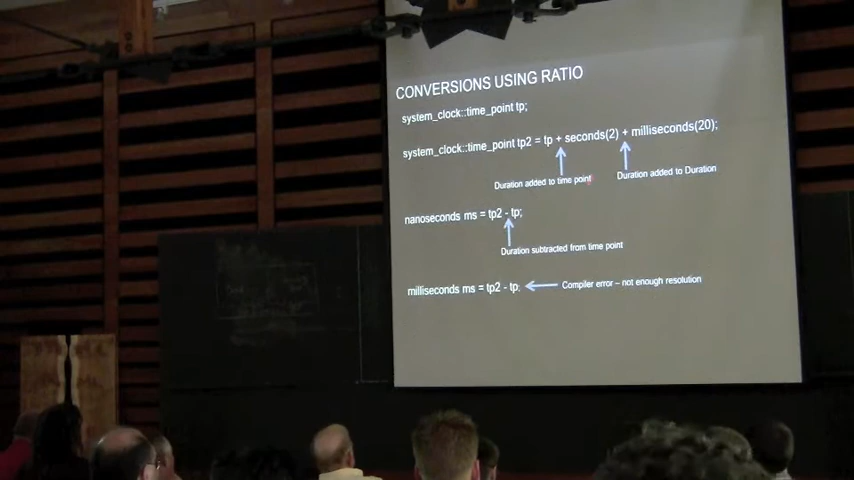 CONVERSIONS USING RATIO
system_clock::time_point tp;
system_clock::time_point tp2 = tp + seconds(2) + milliseconds(20);
Duration added to time point
Duration added to Duration
nanoseconds ms = tp2 - tp;
Duration subtracted from time point
milliseconds ms = tp2 - tp;
Compiler error – not enough resolution